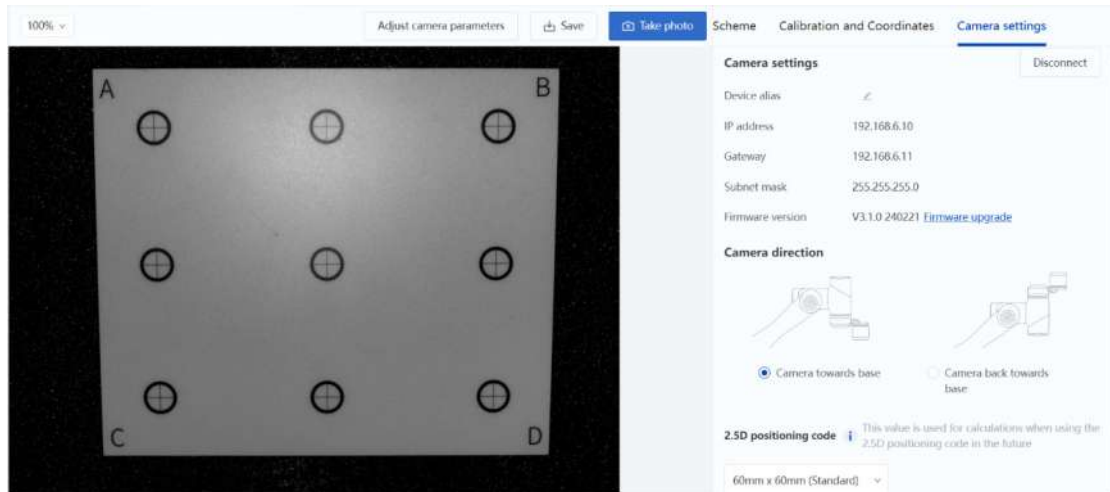 100%
Adjust camera parameters
Save
Take photo
Scheme
Calibration and Coordinates
Camera settings
A
B
C
D
Camera settings
Disconnect
Device alias
IP address 192.168.6.10
Gateway 192.168.6.11
Subnet mask 255.255.255.0
Firmware version V3.1.0 240221 Firmware upgrade
Camera direction
Camera towards base
Camera back towards
base
2.5D positioning code
This value is used for calculations when using the
2.5D positioning code in the future
60mm x 60mm (Standard)